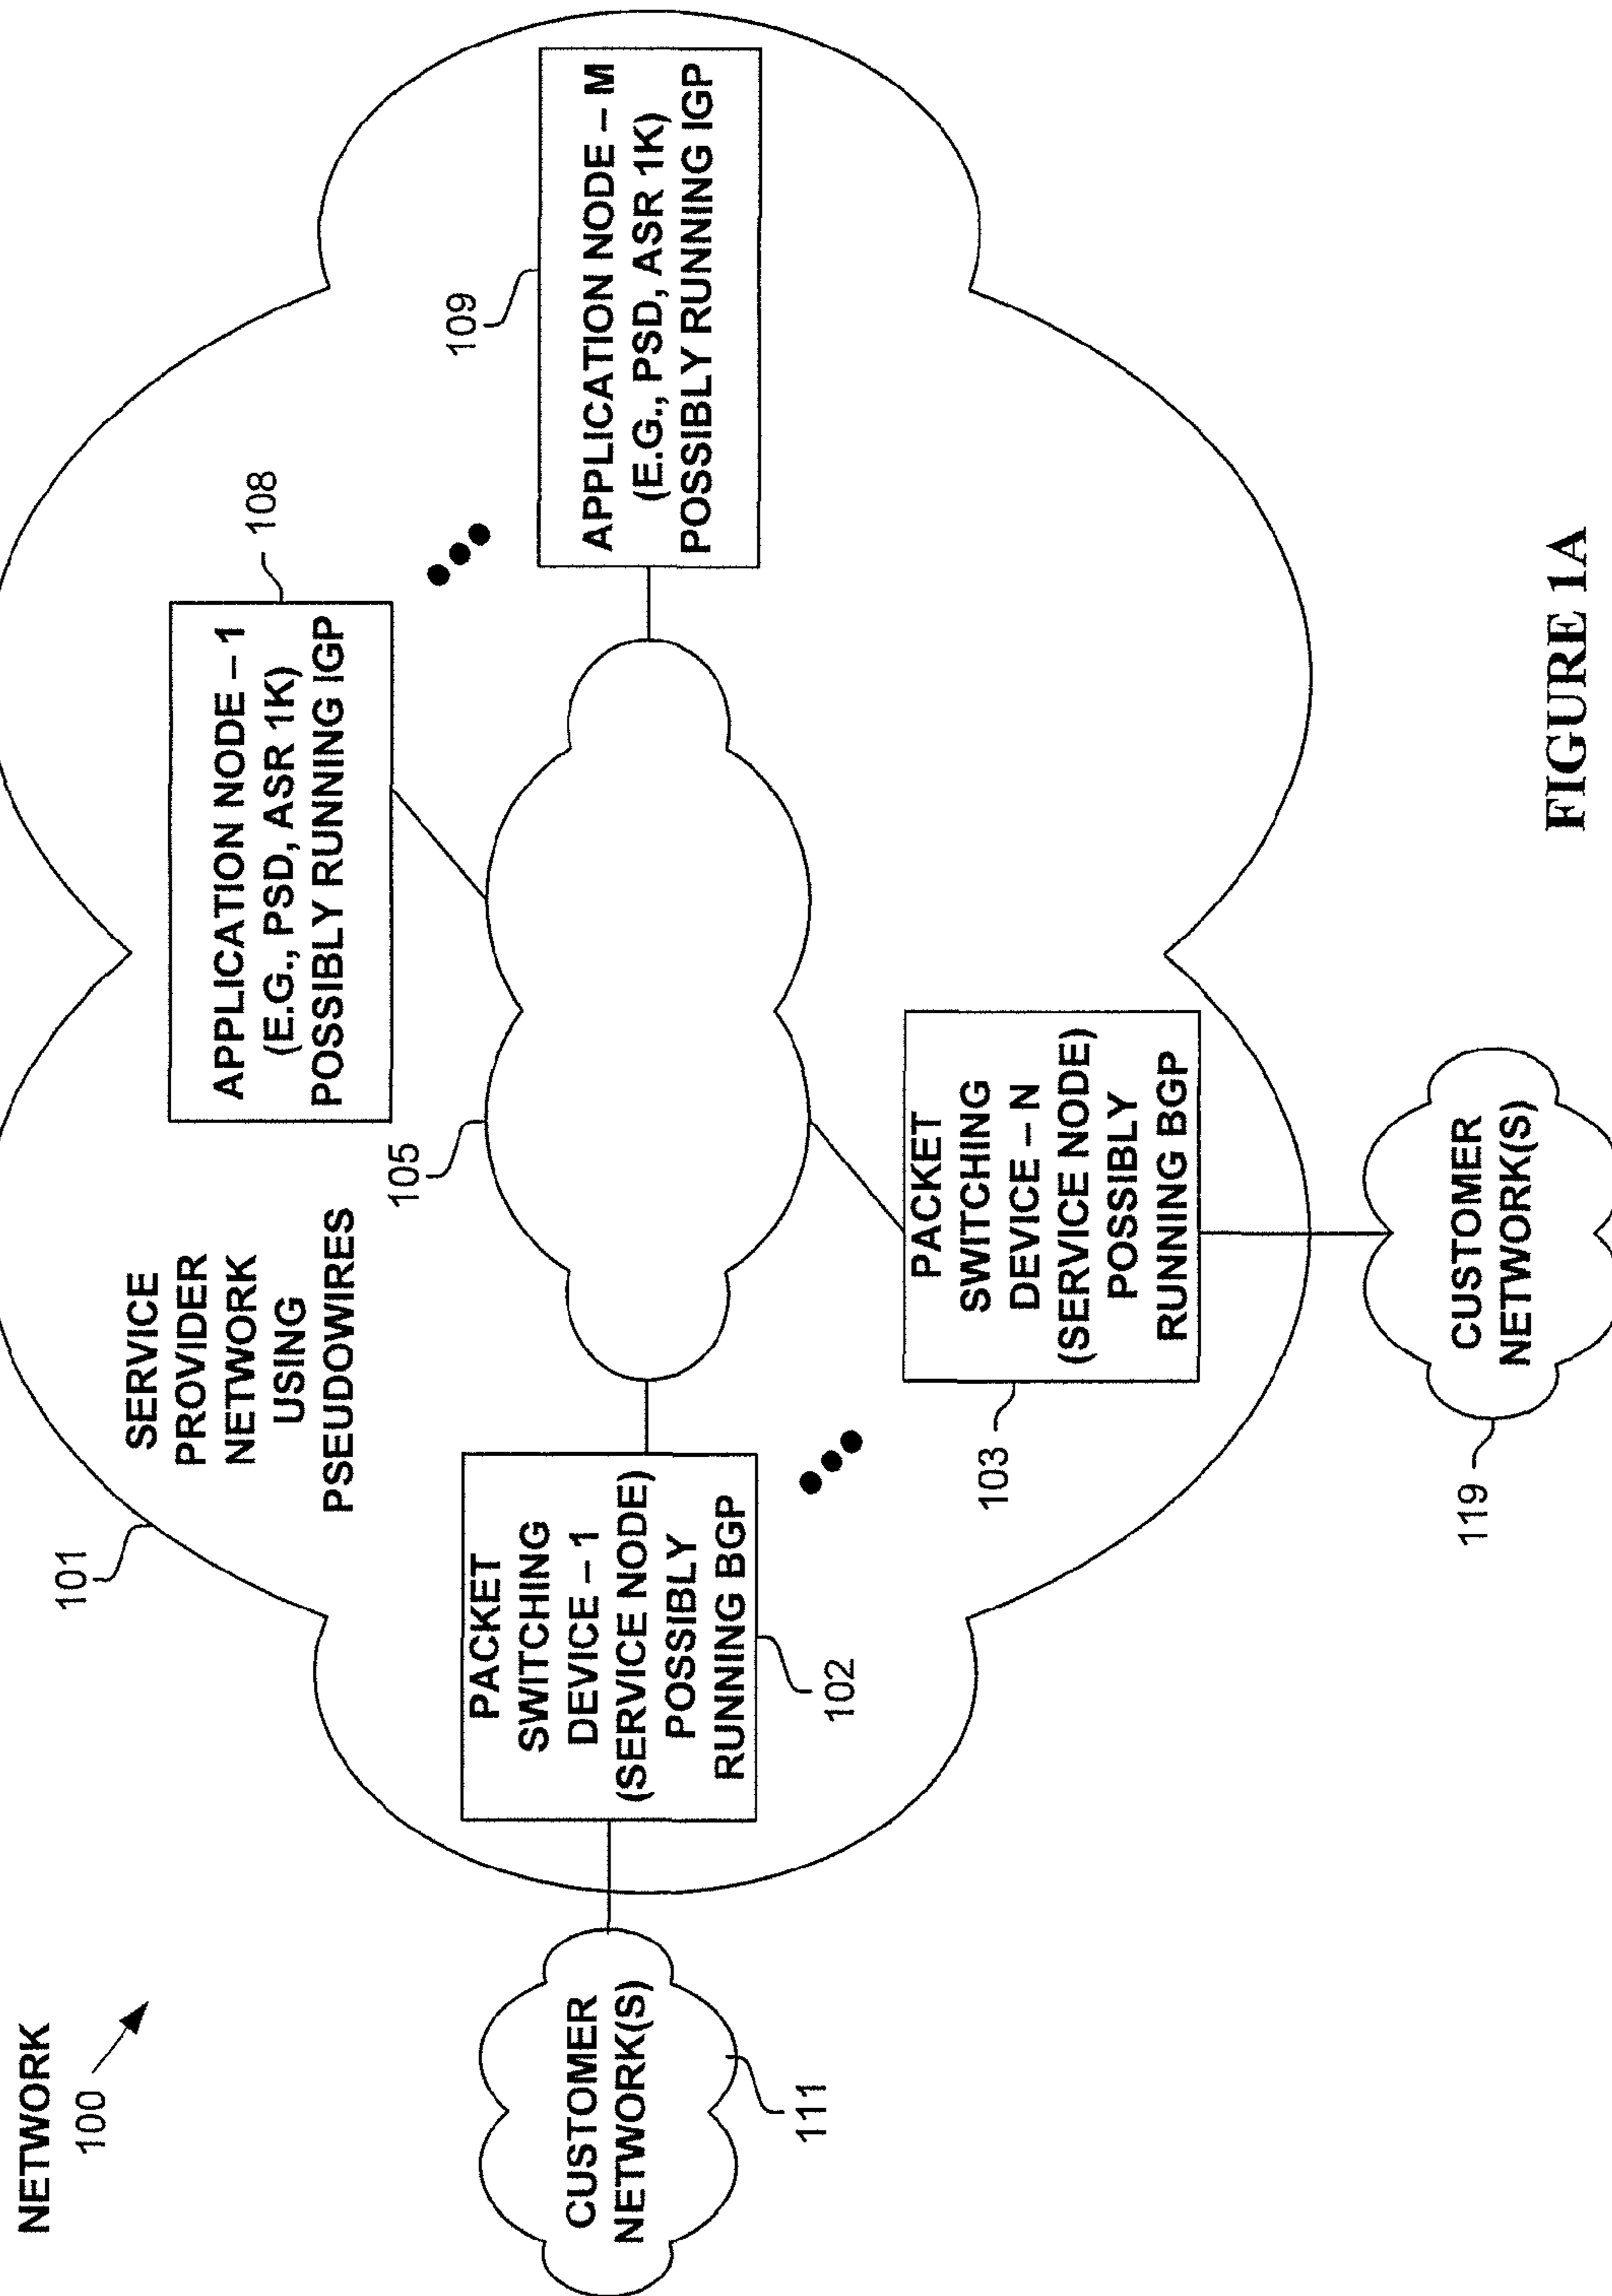 NETWORK
100
101
SERVICE
PROVIDER
NETWORK
USING
PSEUDOWIRES
APPLICATION NODE – 1
(E.G., PSD, ASR 1K)
POSSIBLY RUNNING IGP
108
105
109
APPLICATION NODE – M
(E.G., PSD, ASR 1K)
POSSIBLY RUNNING IGP
CUSTOMER
NETWORK(S)
111
PACKET
SWITCHING
DEVICE – 1
(SERVICE NODE)
POSSIBLY
RUNNING BGP
102
103
PACKET
SWITCHING
DEVICE – N
(SERVICE NODE)
POSSIBLY
RUNNING BGP
119
CUSTOMER
NETWORK(S)
FIGURE 1A